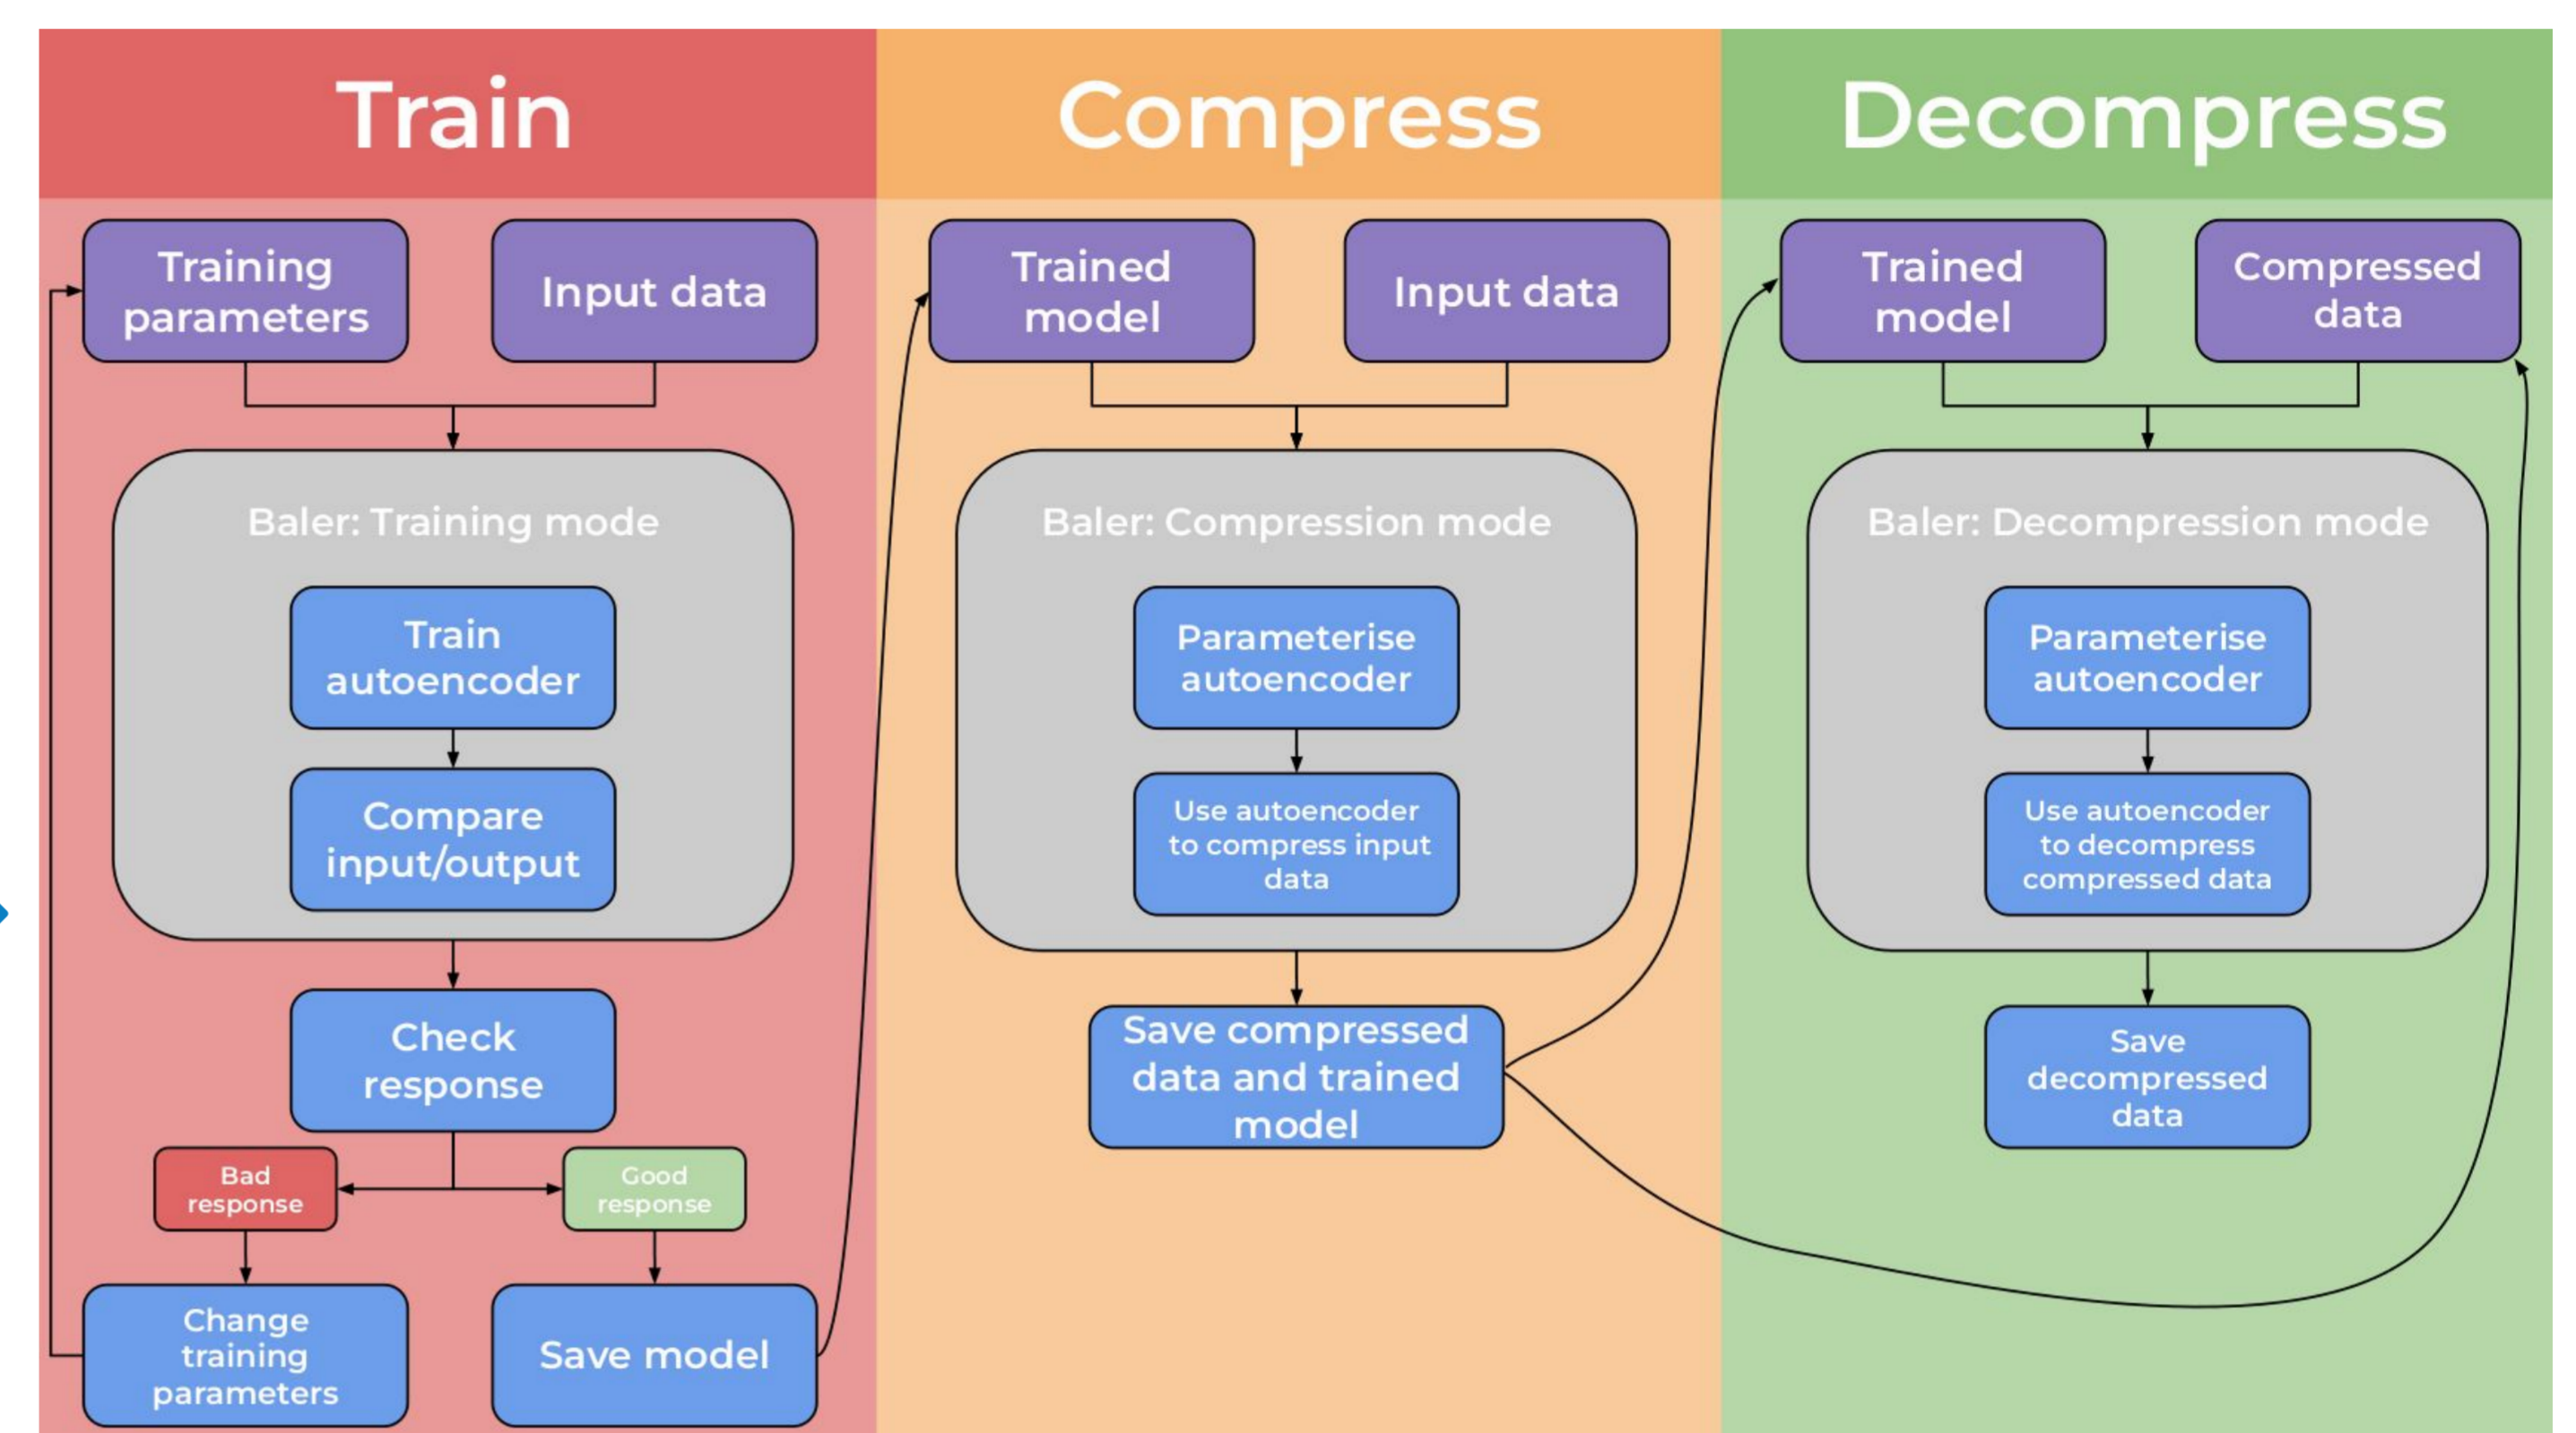 Train
Training
parameters
Input data
Baler: Training mode
Train
autoencoder
Compare
input/output
Check
response
Bad
response
Good
response
Change
training
parameters
Save model
Compress
Trained
model
Input data
Baler: Compression mode
Parameterise
autoencoder
Use autoencoder
to compress input
data
Save compressed
data and trained
model
Decompress
Trained
model
Compressed
data
Baler: Decompression mode
Parameterise
autoencoder
Use autoencoder
to decompress
compressed data
Save
decompressed
data